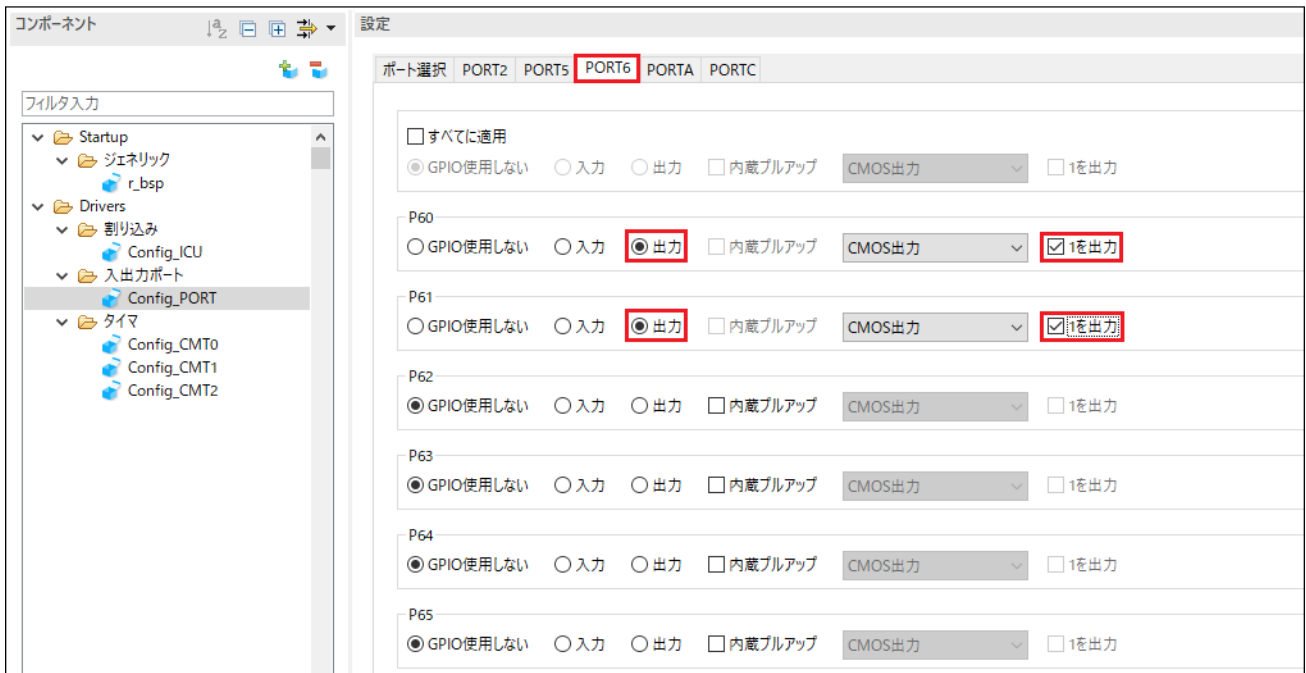 コンポーネント
設定
ポート選択 PORT2 PORT5 PORT6 PORTA PORTC
フィルタ入力
Startup
ジェネリック
r_bsp
Drivers
割り込み
Config_ICU
入出力ポート
Config_PORT
タイマ
Config_CMT0
Config_CMT1
Config_CMT2
すべてに適用
GPIO使用しない 入力 出力 内蔵プルアップ CMOS出力 1を出力
P60
GPIO使用しない 入力 出力 内蔵プルアップ CMOS出力 1を出力
P61
GPIO使用しない 入力 出力 内蔵プルアップ CMOS出力 1を出力
P62
GPIO使用しない 入力 出力 内蔵プルアップ CMOS出力 1を出力
P63
GPIO使用しない 入力 出力 内蔵プルアップ CMOS出力 1を出力
P64
GPIO使用しない 入力 出力 内蔵プルアップ CMOS出力 1を出力
P65
GPIO使用しない 入力 出力 内蔵プルアップ CMOS出力 1を出力